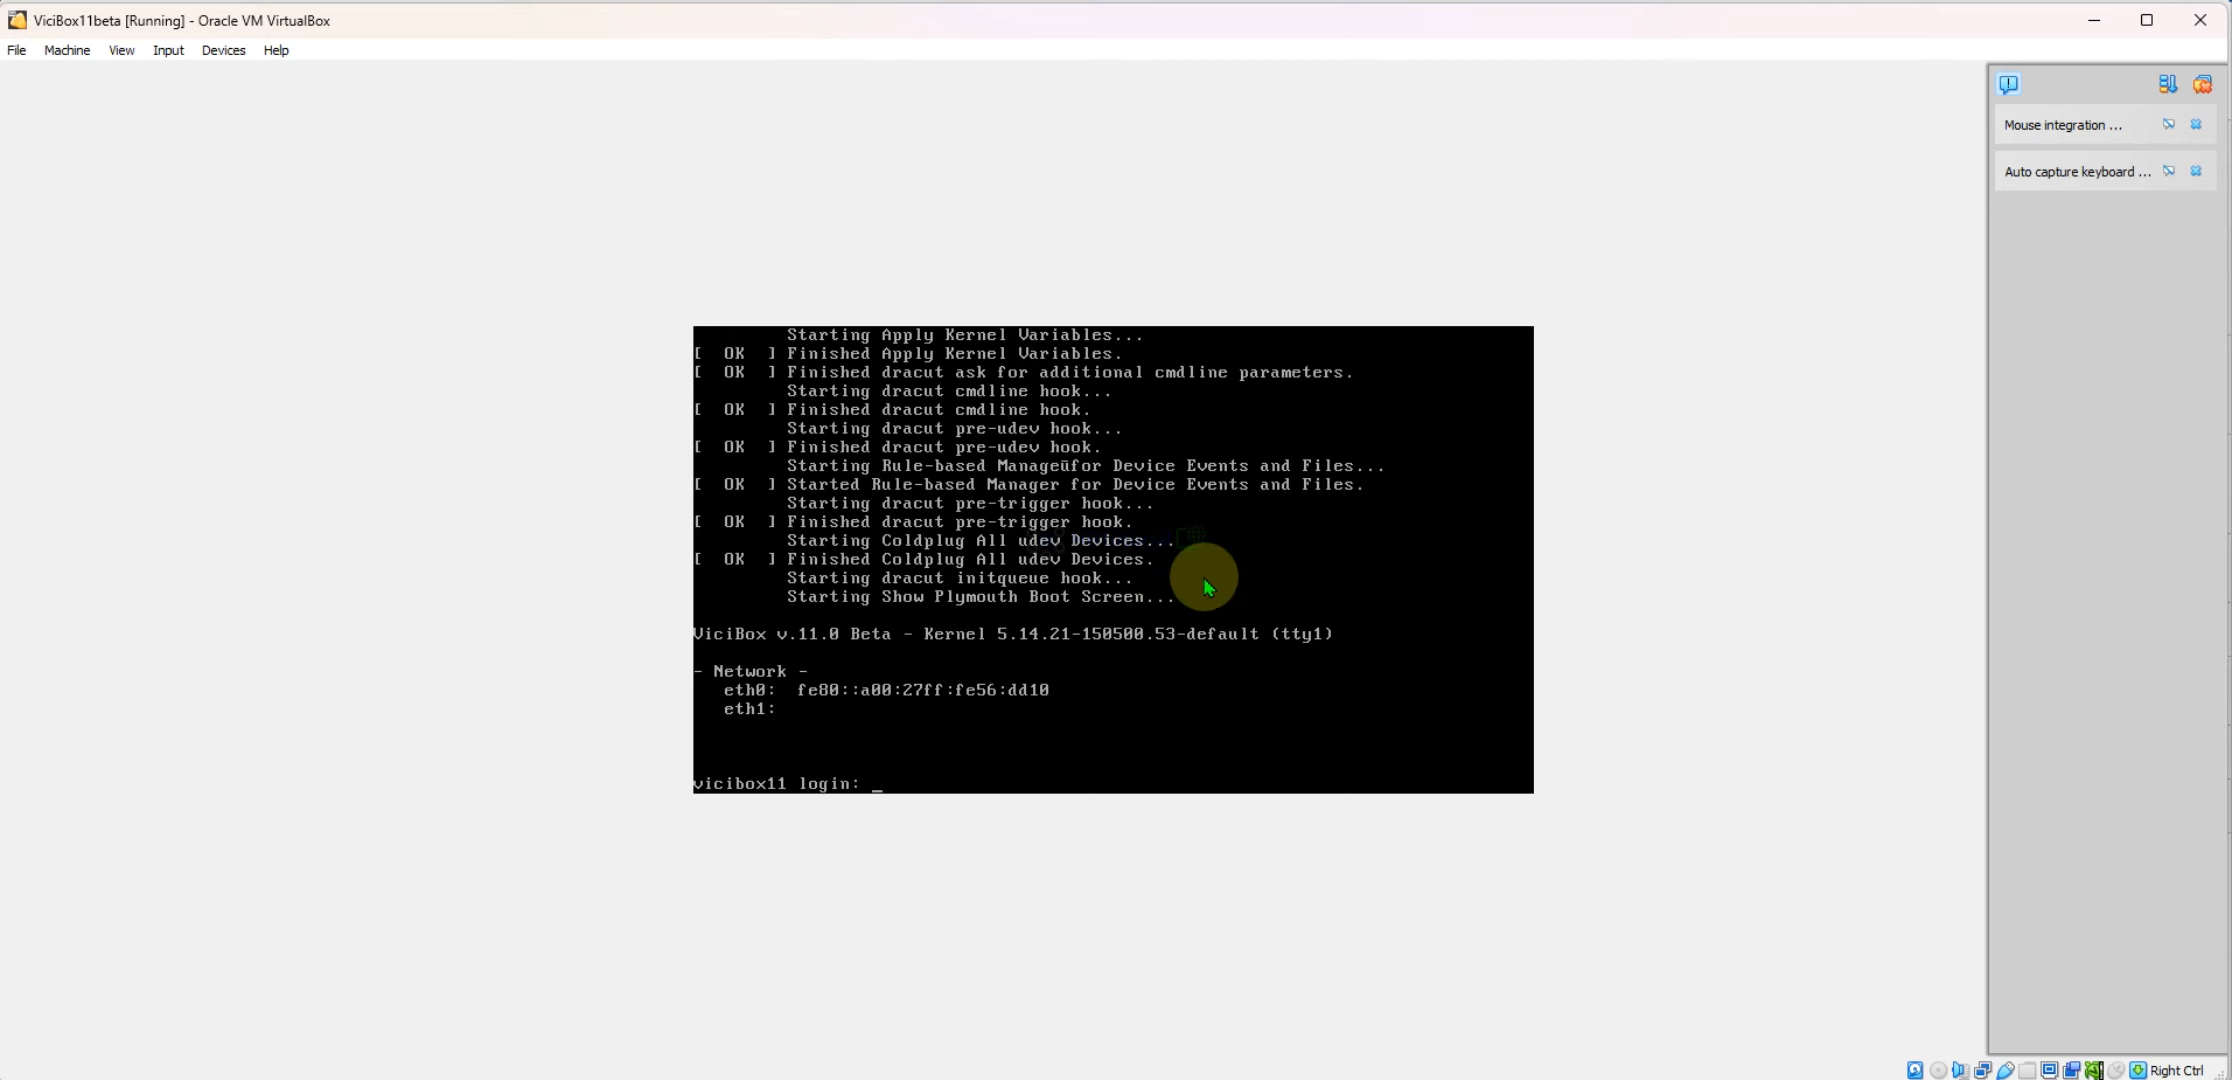 ViciBox11beta [Running] - Oracle VM VirtualBox
File Machine View Input Devices Help
Mouse integration ...
Auto capture keyboard ...
Starting Apply Kernel Variables...
[ OK ] Finished Apply Kernel Variables.
[ OK ] Finished dracut ask for additional cmdline parameters.
Starting dracut cmdline hook...
[ OK ] Finished dracut cmdline hook.
Starting dracut pre-udev hook...
[ OK ] Finished dracut pre-udev hook.
Starting Rule-based Manageūfor Device Events and Files...
[ OK ] Started Rule-based Manager for Device Events and Files.
Starting dracut pre-trigger hook...
[ OK ] Finished dracut pre-trigger hook.
Starting Coldplug All udev Devices...
[ OK ] Finished Coldplug All udev Devices.
Starting dracut initqueue hook...
Starting Show Plymouth Boot Screen...
ViciBox v.11.0 Beta - Kernel 5.14.21-150500.53-default (tty1)
- Network -
eth0: fe80::a00:27ff:fe56:dd10
eth1:
vicibox11 login: _
Right Ctrl